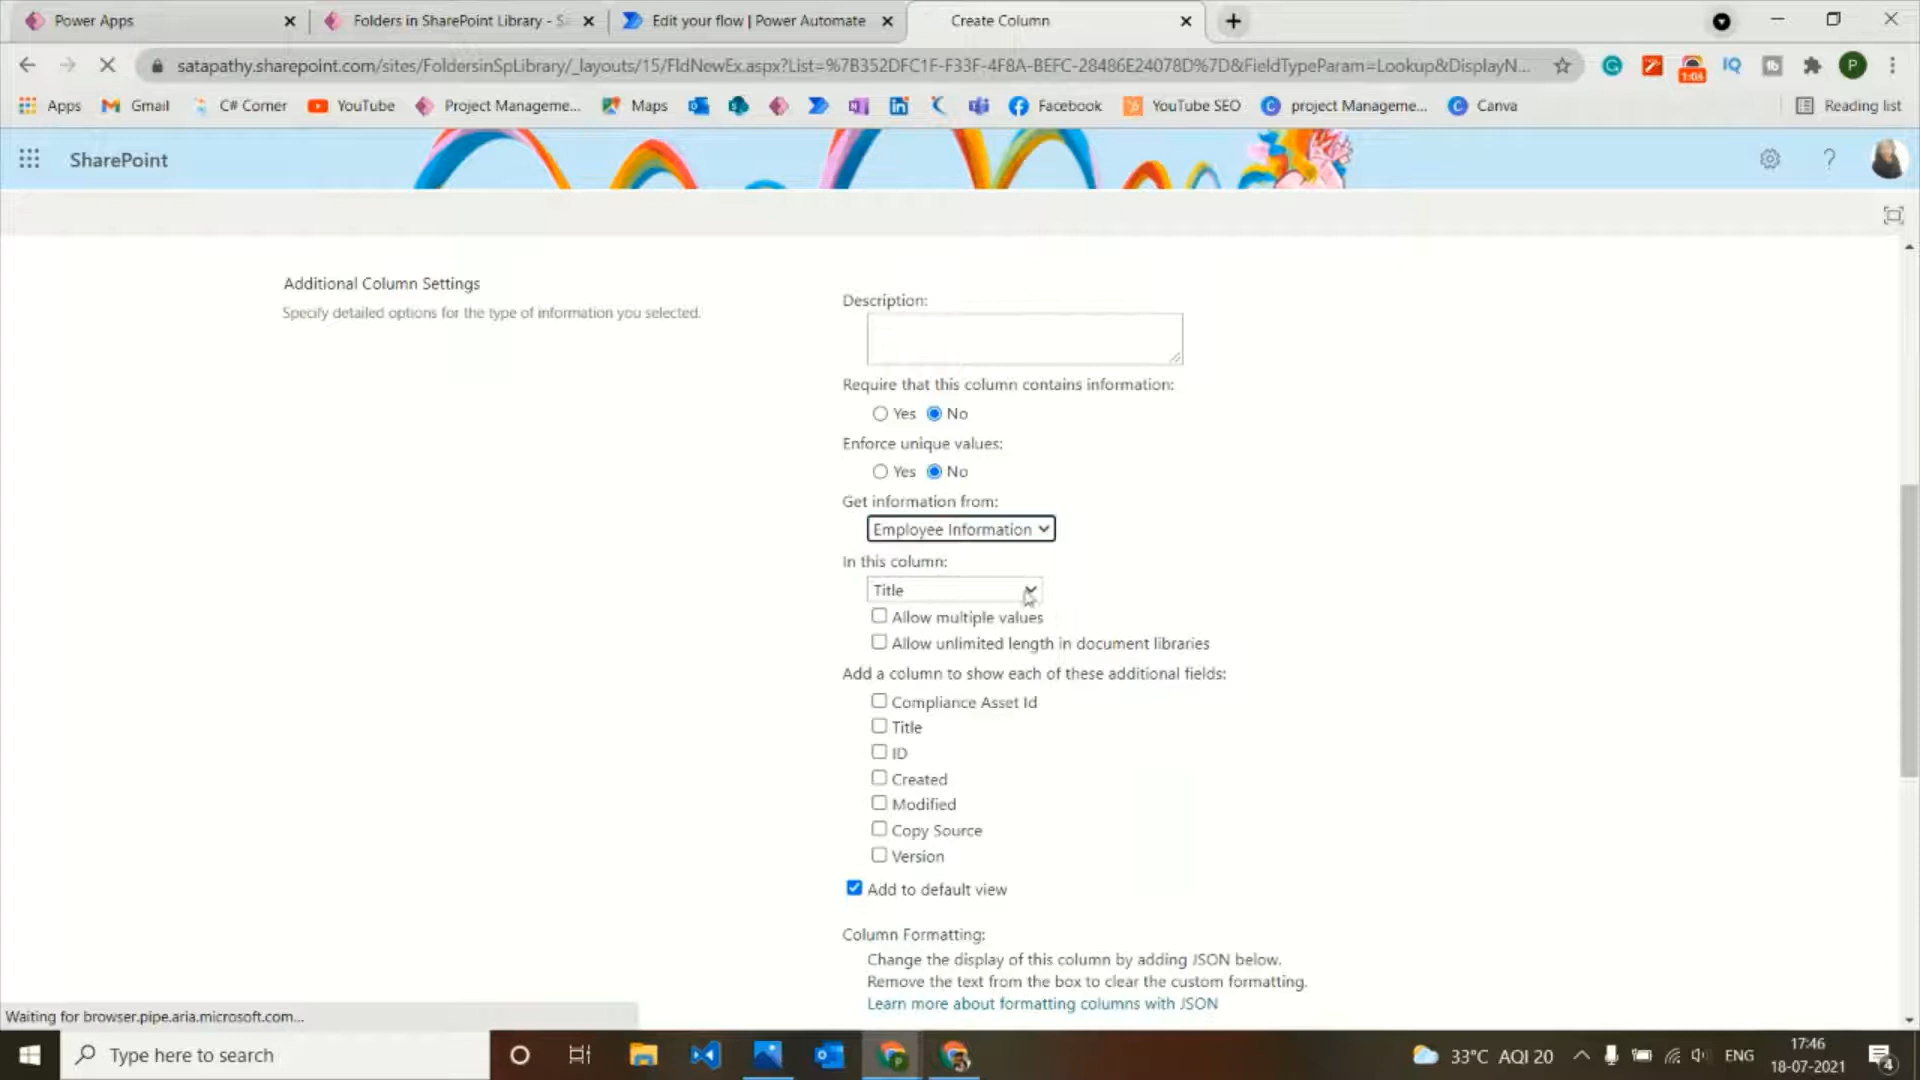 Power Apps
Folders in SharePoint Library - S
Edit your flow | Power Automate
Create Column
satapathy.sharepoint.com/sites/FoldersinSpLibrary/_layouts/15/FldNewEx.aspx?List=%7B352DFC1F-F33F-4F8A-BEFC-28486E24078D%7D&FieldTypeParam=Lookup&DisplayN...
1:04
P
Apps
Gmail
C# Corner
YouTube
Project Manageme...
Maps
Facebook
YouTube SEO
project Manageme...
Canva
Reading list
SharePoint
Additional Column Settings
Specify detailed options for the type of information you selected.
Description:
Require that this column contains information:
Yes No
Enforce unique values:
Yes No
Get information from:
Employee Information
In this column:
Title
Allow multiple values
Allow unlimited length in document libraries
Add a column to show each of these additional fields:
Compliance Asset Id
Title
ID
Created
Modified
Copy Source
Version
Add to default view
Column Formatting:
Change the display of this column by adding JSON below.
Remove the text from the box to clear the custom formatting.
Learn more about formatting columns with JSON
Waiting for browser.pipe.aria.microsoft.com...
Type here to search
33°C AQI 20
ENG
17:46
18-07-2021
4